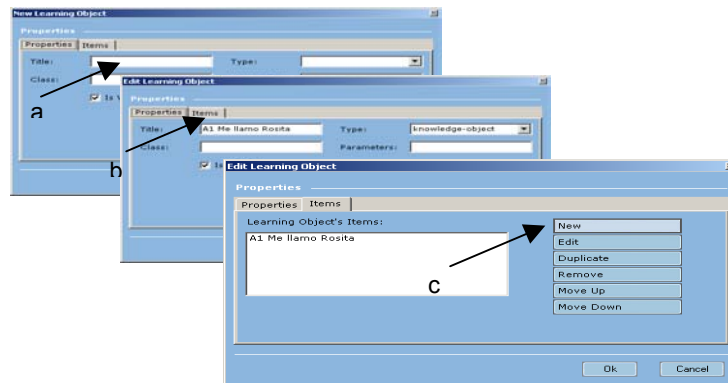 New Learning Object
Properties
Properties Items
Title: Type:
Class:
a
Edit Learning Object
Properties
Properties Items
Title: A1 Me llamo Rosita Type: knowledge-object
Class: Parameters:
b
Edit Learning Object
Properties
Properties Items
Learning Object's Items:
A1 Me llamo Rosita
New
Edit
Duplicate
Remove
Move Up
Move Down
c
Ok Cancel